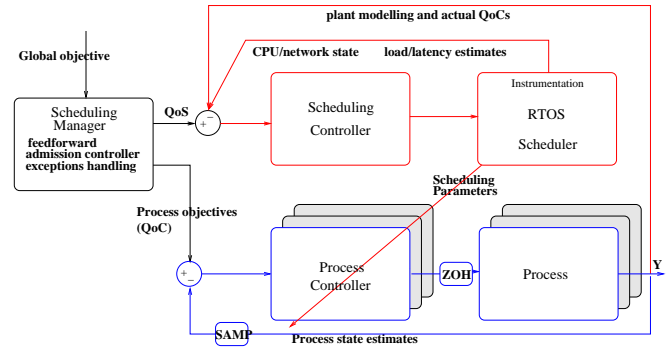 plant modelling and actual QoCs
CPU/network state load/latency estimates
Global objective
Instrumentation
RTOS
Scheduler
Scheduling
Controller
Scheduling
Manager
feedforward
admission controller
exceptions handling
QoS
+
−
Scheduling
Parameters
Process objectives
(QoC)
+
−
Process
Controller
ZOH
Process
Y
SAMP
Process state estimates